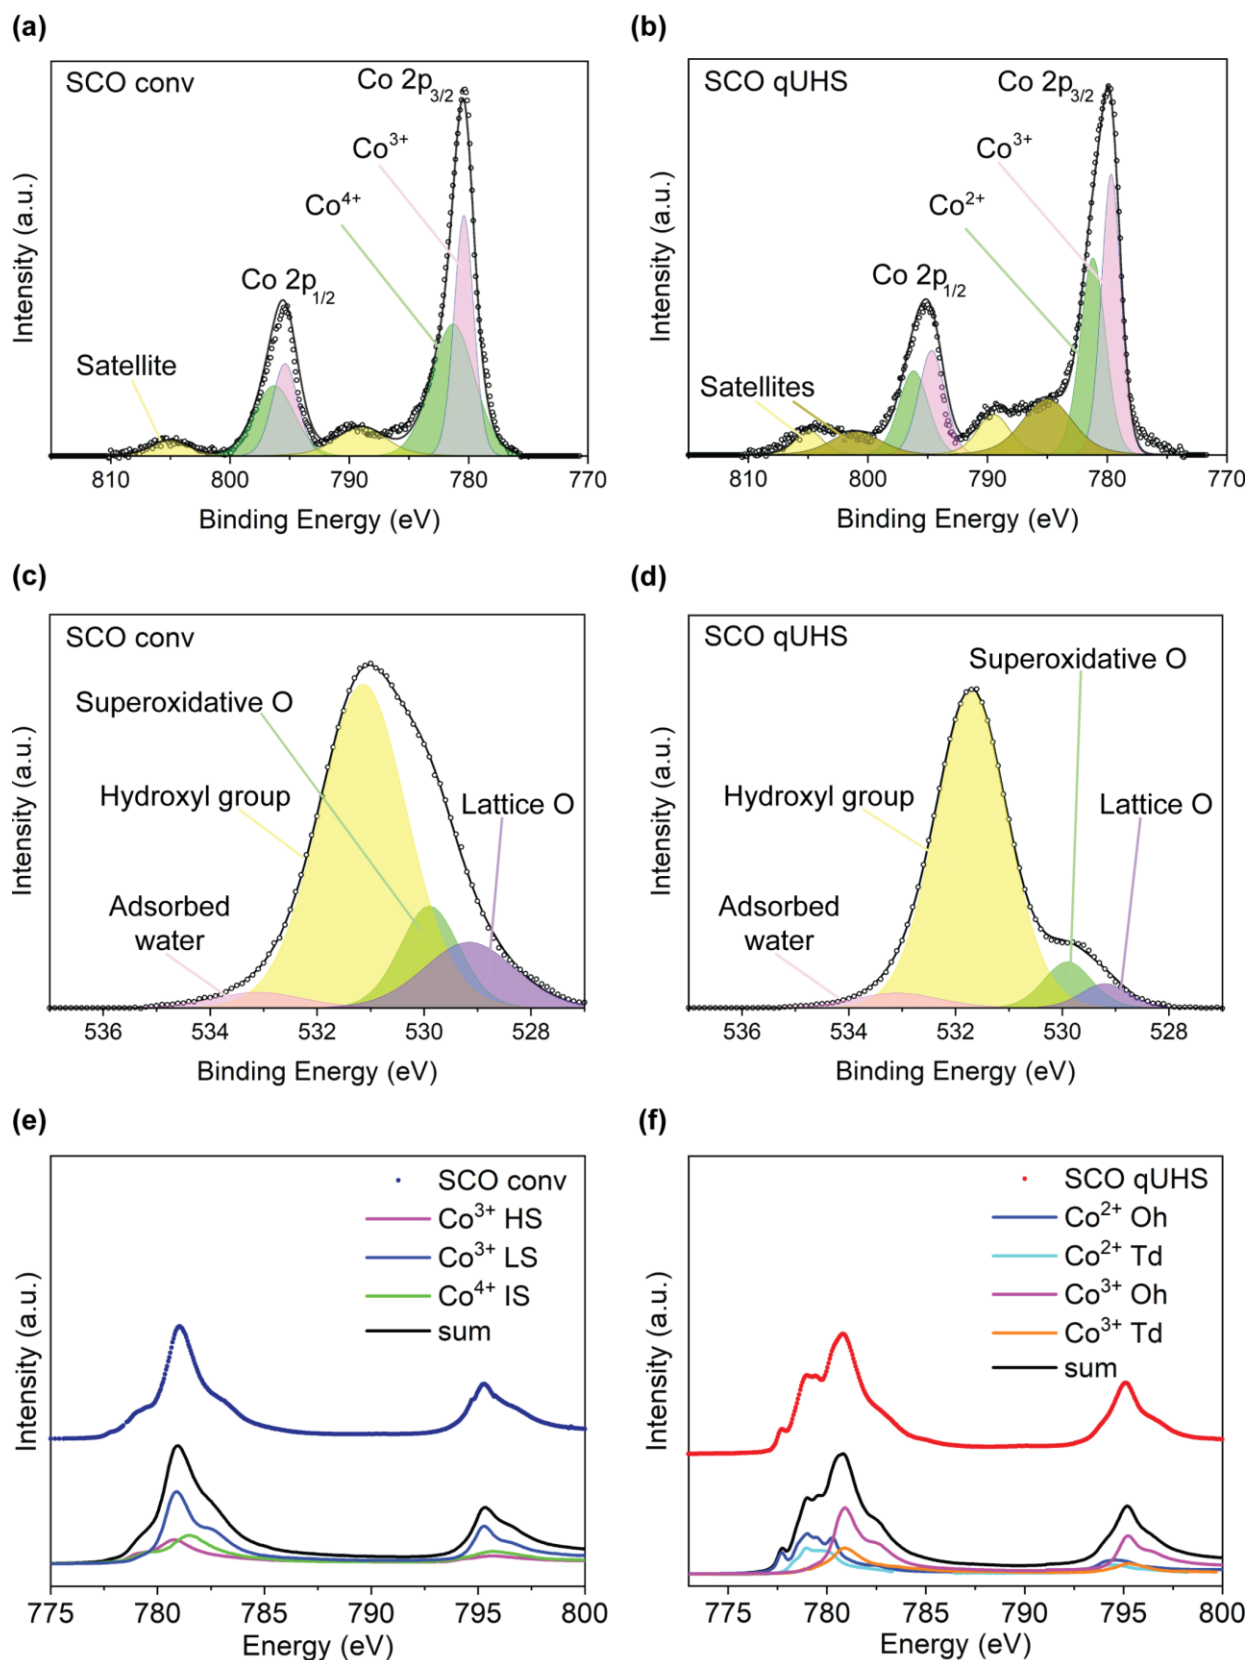 (a)
SCO conv
Co 2p3/2
Co3+
Co4+
Co 2p1/2
Satellite
Intensity (a.u.)
810 800 790 780 770
Binding Energy (eV)
(b)
SCO qUHS
Co 2p3/2
Co3+
Co2+
Co 2p1/2
Satellites
Intensity (a.u.)
810 800 790 780 770
Binding Energy (eV)
(c)
SCO conv
Superoxidative O
Hydroxyl group
Lattice O
Adsorbed
water
Intensity (a.u.)
536 534 532 530 528
Binding Energy (eV)
(d)
SCO qUHS
Superoxidative O
Hydroxyl group
Lattice O
Adsorbed
water
Intensity (a.u.)
536 534 532 530 528
Binding Energy (eV)
(e)
SCO conv
Co3+ HS
Co3+ LS
Co4+ IS
sum
Intensity (a.u.)
775 780 785 790 795 800
Energy (eV)
(f)
SCO qUHS
Co2+ Oh
Co2+ Td
Co3+ Oh
Co3+ Td
sum
Intensity (a.u.)
775 780 785 790 795 800
Energy (eV)